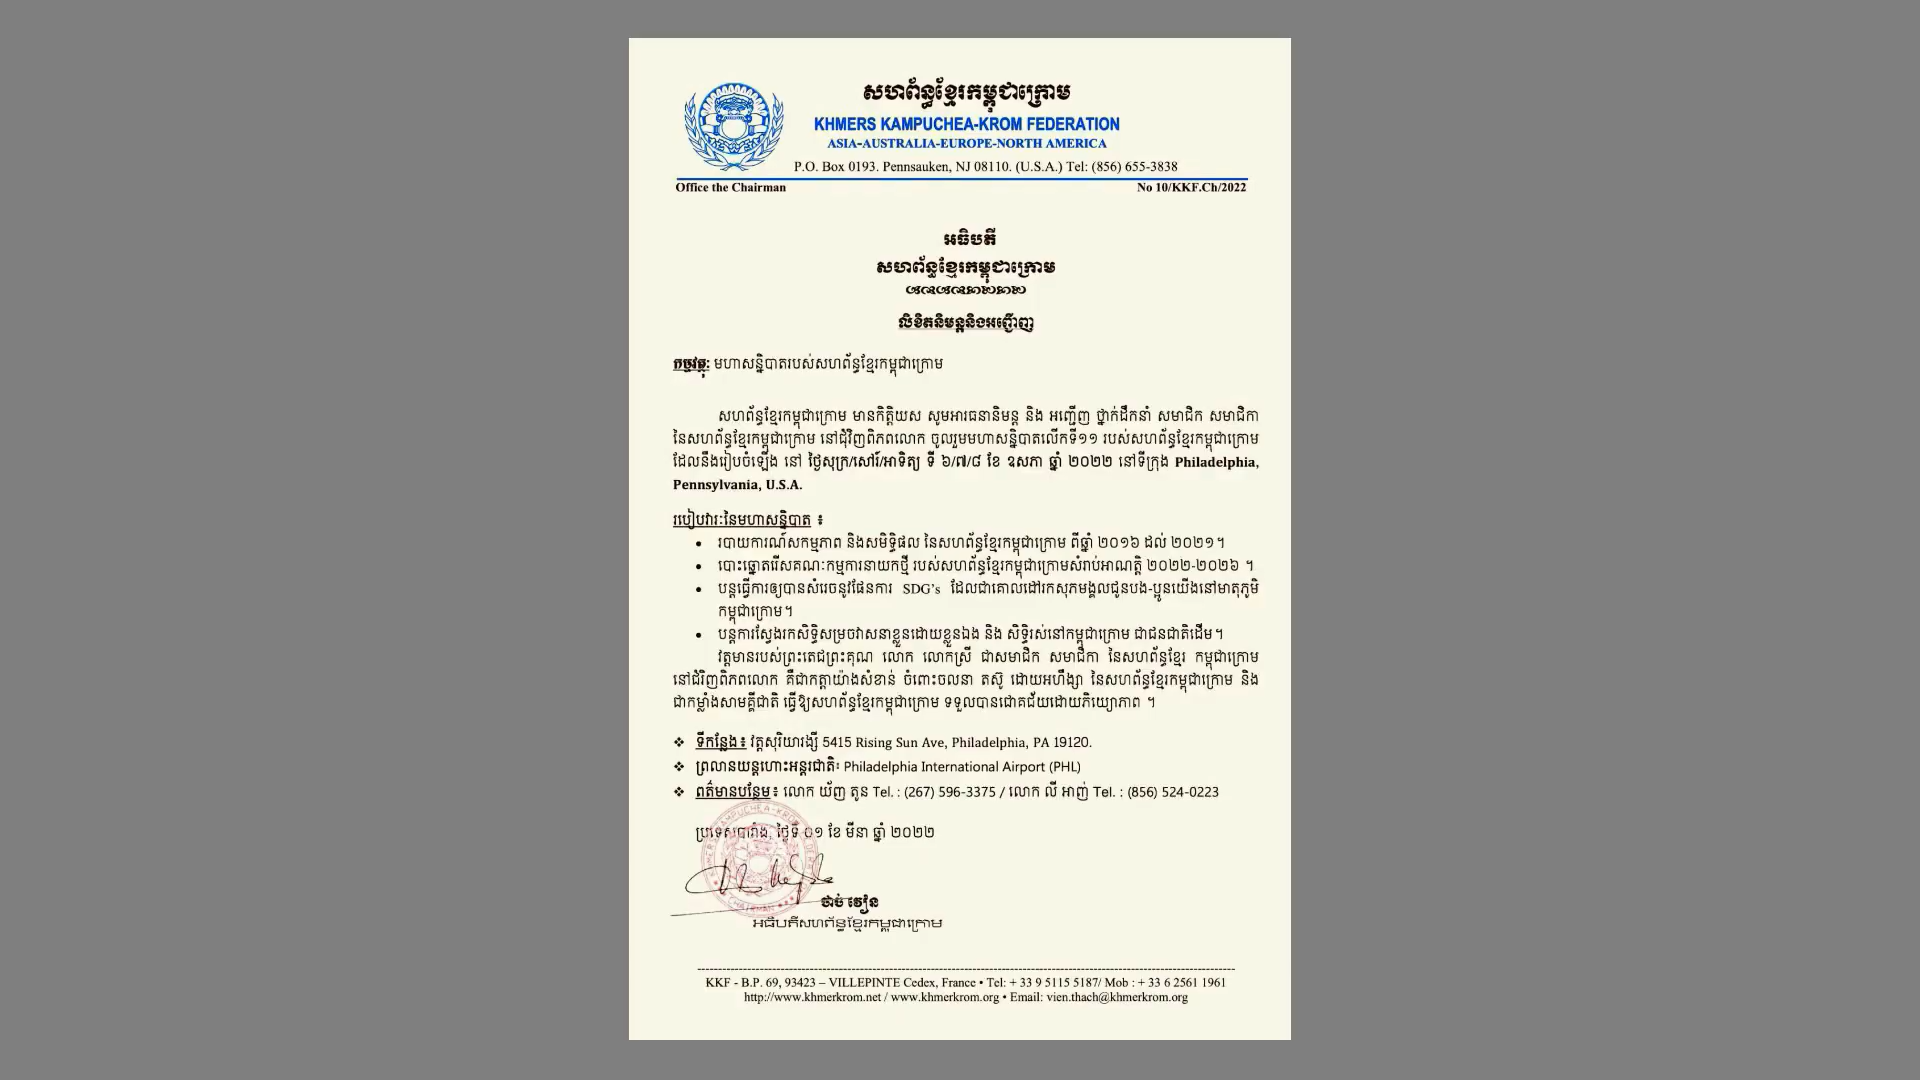 សហព័ន្ធខ្មែរកម្ពុជាក្រោម
KHMERS KAMPUCHEA-KROM FEDERATION
ASIA-AUSTRALIA-EUROPE-NORTH AMERICA
P.O. Box 0193. Pennsauken, NJ 08110. (U.S.A.) Tel: (856) 655-3838
Office the Chairman No 10/KKF.Ch/2022
អធិបតី
សហព័ន្ធខ្មែរកម្ពុជាក្រោម
លិខិតនិមន្តនិងអញ្ជើញ
កម្មវត្ថុ: មហាសន្និបាតរបស់សហព័ន្ធខ្មែរកម្ពុជាក្រោម
សហព័ន្ធខ្មែរកម្ពុជាក្រោម មានកិត្តិយស សូមអារធនានិមន្ត និង អញ្ជើញ ថ្នាក់ដឹកនាំ សមាជិក សមាជិកា
នៃសហព័ន្ធខ្មែរកម្ពុជាក្រោម នៅជុំវិញពិភពលោក ចូលរួមមហាសន្និបាតលើកទី១១ របស់សហព័ន្ធខ្មែរកម្ពុជាក្រោម
ដែលនឹងរៀបចំឡើង នៅ ថ្ងៃសុក្រ/សៅរ៍/អាទិត្យ ទី ៦/៧/៨ ខែ ឧសភា ឆ្នាំ ២០២២ នៅទីក្រុង Philadelphia,
Pennsylvania, U.S.A.
របៀបវារៈនៃមហាសន្និបាត ៖
• របាយការណ៍សកម្មភាព និងសមិទ្ធិផល នៃសហព័ន្ធខ្មែរកម្ពុជាក្រោម ពីឆ្នាំ ២០១៦ ដល់ ២០២១។
• បោះឆ្នោតរើសគណៈកម្មការនាយកថ្មី របស់សហព័ន្ធខ្មែរកម្ពុជាក្រោមសំរាប់អាណត្តិ ២០២២-២០២៦ ។
• បន្តធ្វើការឲ្យបានសំរេចនូវផែនការ SDG’s ដែលជាគោលដៅរកសុភមង្គលជូនបង-ប្អូនយើងនៅមាតុភូមិ
កម្ពុជាក្រោម។
• បន្តការស្វែងរកសិទ្ធិសម្រេចវាសនាខ្លួនដោយខ្លួនឯង និង សិទ្ធិរស់នៅកម្ពុជាក្រោម ជាជនជាតិដើម។
វត្តមានរបស់ព្រះតេជព្រះគុណ លោក លោកស្រី ជាសមាជិក សមាជិកា នៃសហព័ន្ធខ្មែរ កម្ពុជាក្រោម
នៅជំរិញពិភពលោក គឺជាកត្តាយ៉ាងសំខាន់ ចំពោះចលនា តស៊ូ ដោយអហឹង្សា នៃសហព័ន្ធខ្មែរកម្ពុជាក្រោម និង
ជាកម្លាំងសាមគ្គីជាតិ ធ្វើឱ្យសហព័ន្ធខ្មែរកម្ពុជាក្រោម ទទួលបានជោគជ័យដោយភិយ្យោភាព ។
❖ ទីកន្លែង៖ វត្តសុរិយារង្សី 5415 Rising Sun Ave, Philadelphia, PA 19120.
❖ ព្រលានយន្តហោះអន្តរជាតិ៖ Philadelphia International Airport (PHL)
❖ ពត៌មានបន្ថែម៖ លោក យ័ញ តូន Tel. : (267) 596-3375 / លោក លី អាញ់ Tel. : (856) 524-0223
ប្រទេសបារាំង, ថ្ងៃទី ០១ ខែ មីនា ឆ្នាំ ២០២២
ថាច់ វៀន
អធិបតីសហព័ន្ធខ្មែរកម្ពុជាក្រោម
KKF - B.P. 69, 93423 – VILLEPINTE Cedex, France • Tel: + 33 9 5115 5187/ Mob : + 33 6 2561 1961
http://www.khmerkrom.net / www.khmerkrom.org • Email: vien.thach@khmerkrom.org